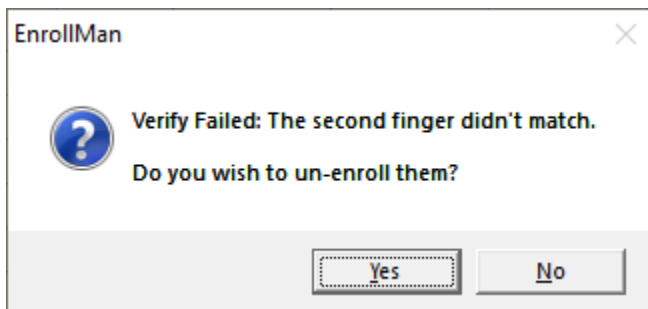 EnrollMan
Verify Failed: The second finger didn't match.
Do you wish to un-enroll them?
Yes
No